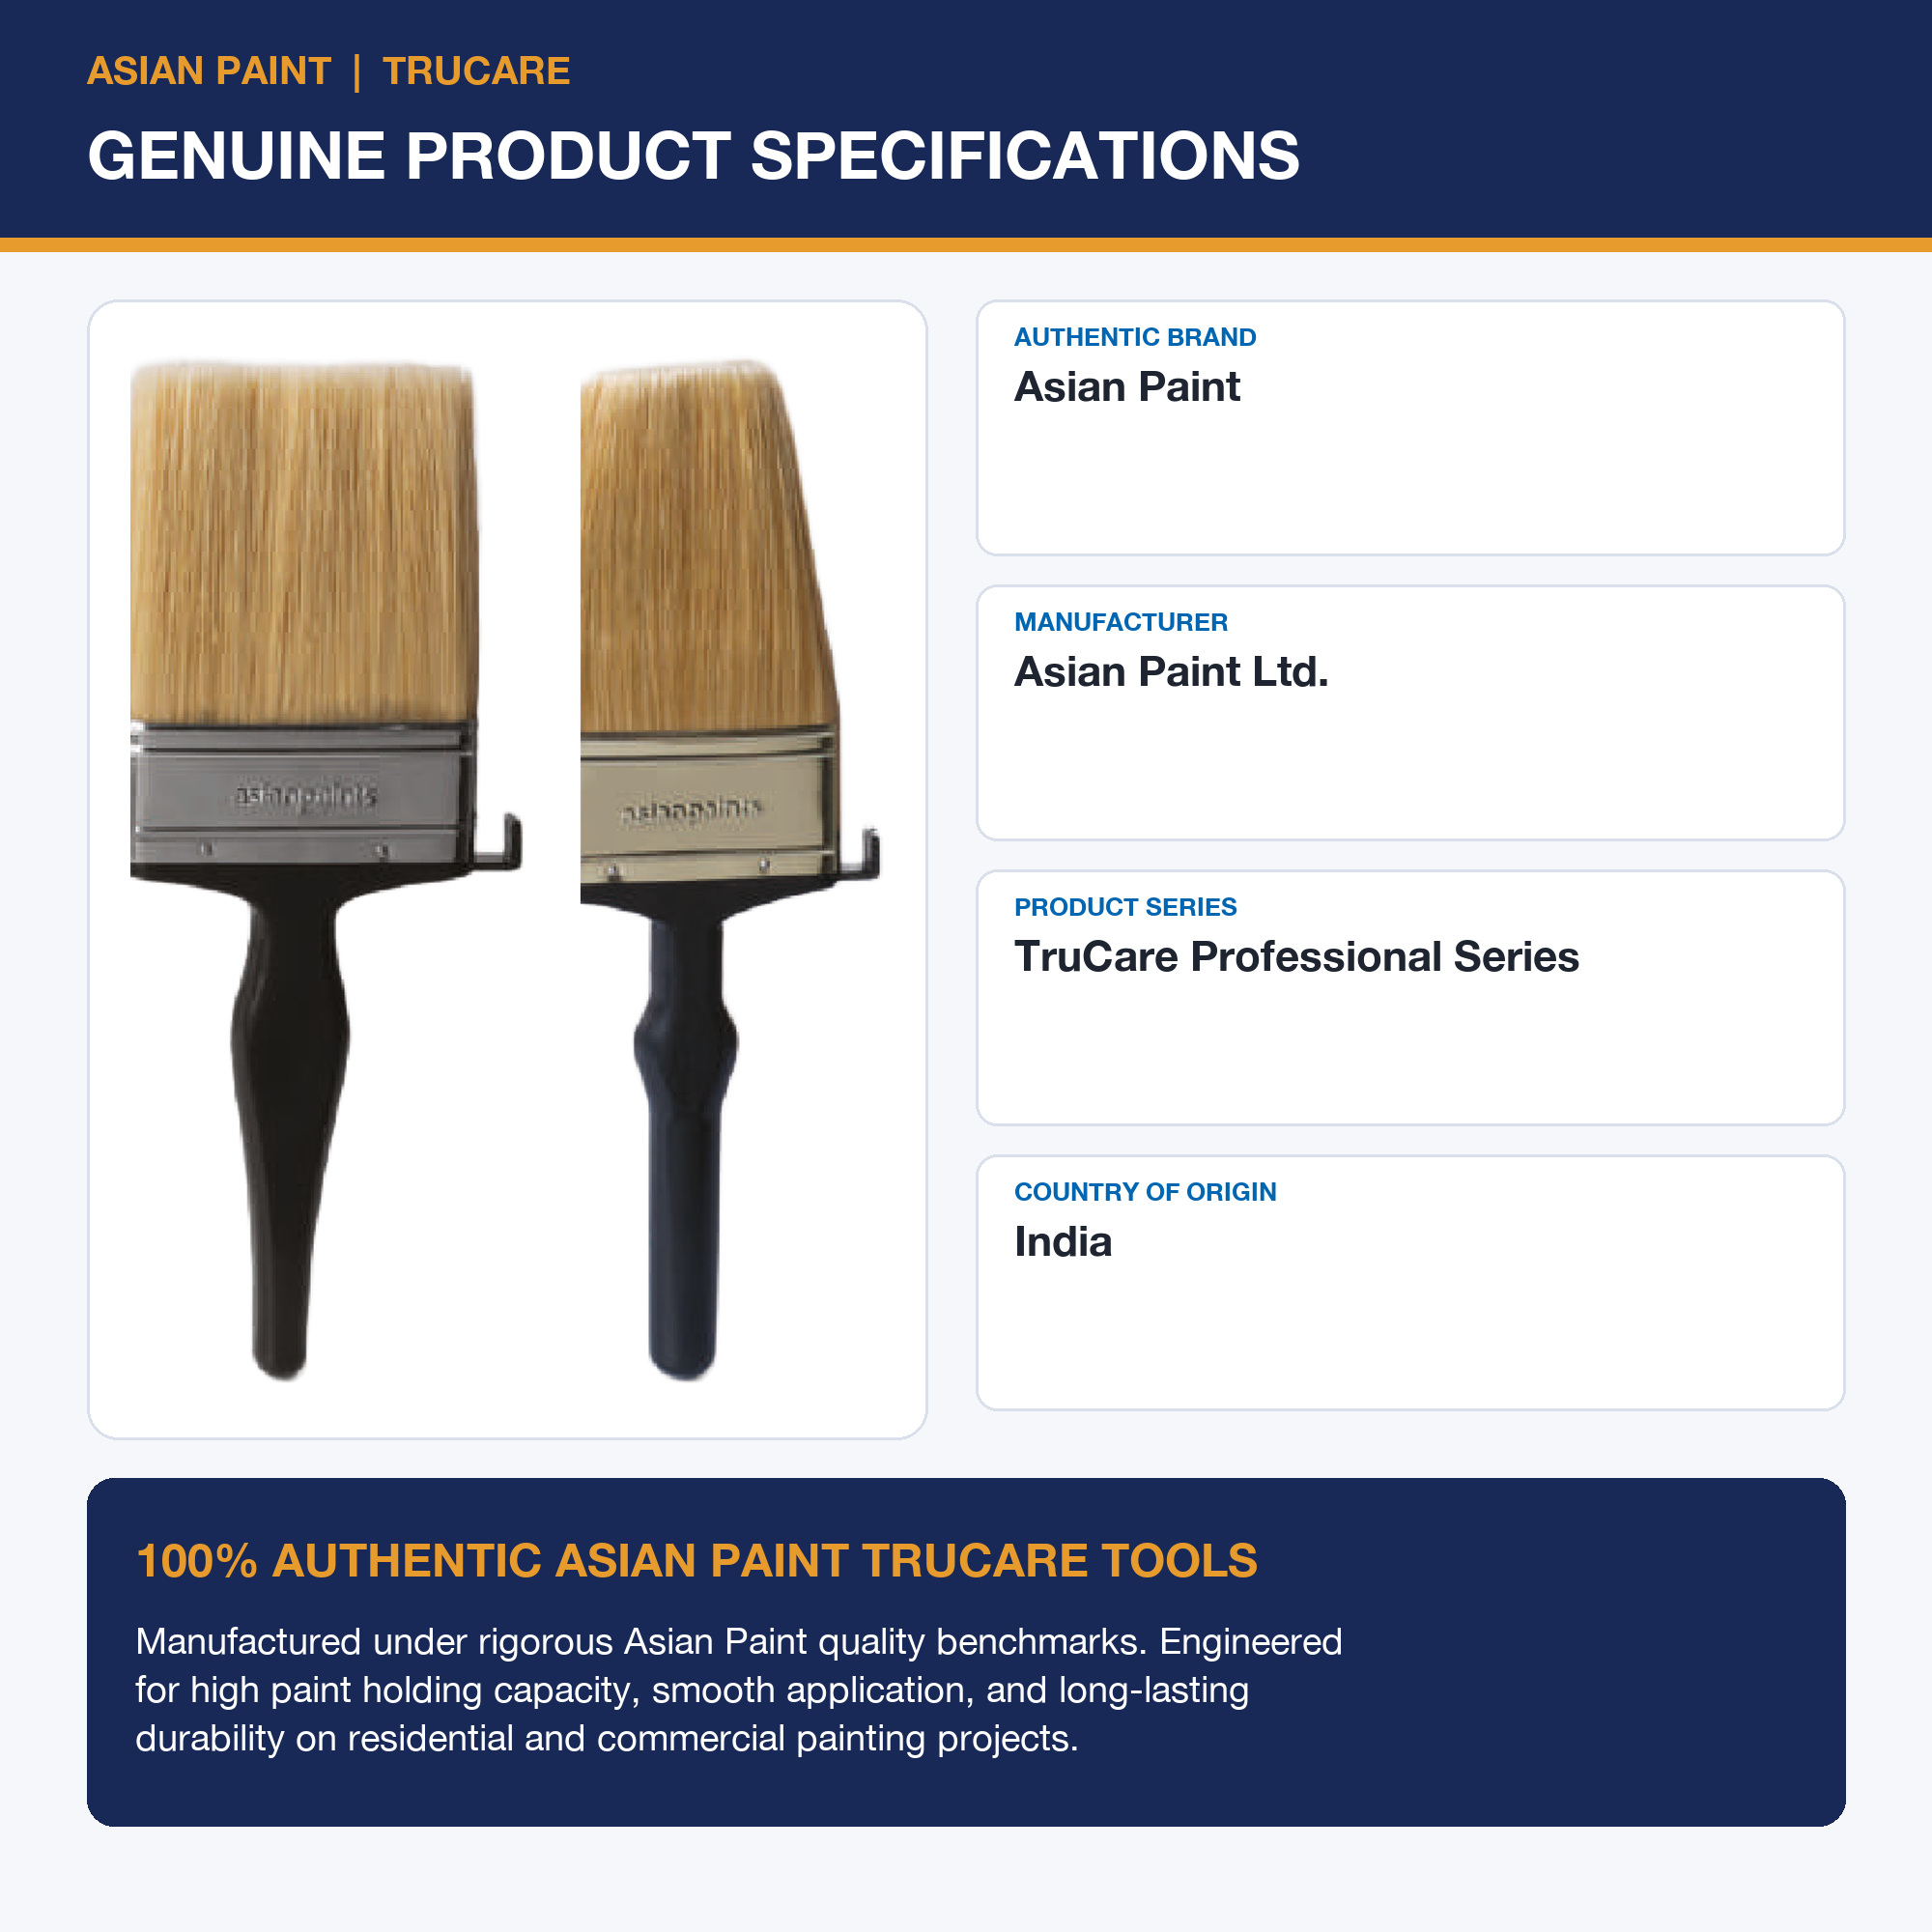 ASIAN PAINT | TRUCARE
GENUINE PRODUCT SPECIFICATIONS
asianpaints
asianpaints
AUTHENTIC BRAND
Asian Paint
MANUFACTURER
Asian Paint Ltd.
PRODUCT SERIES
TruCare Professional Series
COUNTRY OF ORIGIN
India
100% AUTHENTIC ASIAN PAINT TRUCARE TOOLS
Manufactured under rigorous Asian Paint quality benchmarks. Engineered
for high paint holding capacity, smooth application, and long-lasting
durability on residential and commercial painting projects.